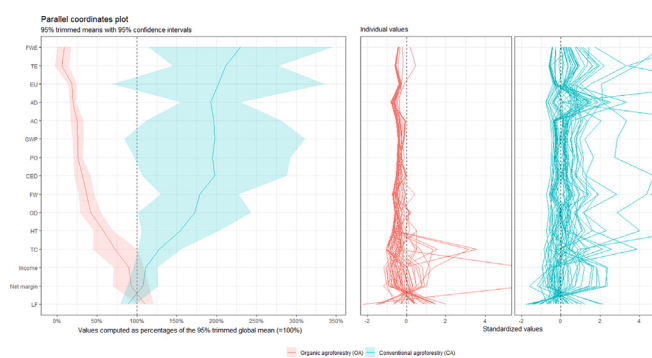 Parallel coordinates plot
95% trimmed means with 95% confidence intervals
Individual values
FWE
TE
EU
AD
AC
GWP
PO
CED
FW
OD
HT
TC
Income
Net margin
LF
0% 50% 100% 150% 200% 250% 300% 350%
-2 0 2 4
-2 0 2 4
Values computed as percentages of the 95% trimmed global mean (=100%)
Standardized values
Organic agroforestry (OA) Conventional agroforestry (CA)